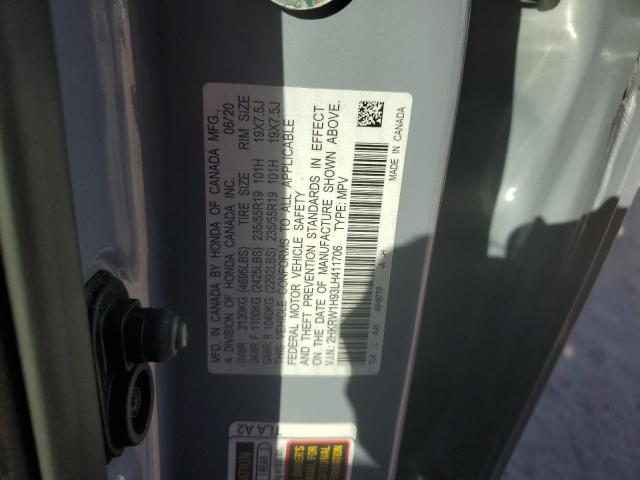 MFD. IN CANADA BY HONDA OF CANADA MFG.,
A DIVISION OF HONDA CANADA INC. 06/20
GVWR 2130KG (4695LBS) TIRE SIZE RIM SIZE
GAWR F 1100KG (2425LBS) 235/55R19 101H 19X7.5J
GAWR R 1040KG (2292LBS) 235/55R19 101H 19X7.5J
THIS VEHICLE CONFORMS TO ALL APPLICABLE
FEDERAL MOTOR VEHICLE SAFETY
AND THEFT PREVENTION STANDARDS IN EFFECT
ON THE DATE OF MANUFACTURE SHOWN ABOVE.
V.I.N.: 2HKRW1H93LH411706 TYPE: MPV
MADE IN CANADA
TLA A2